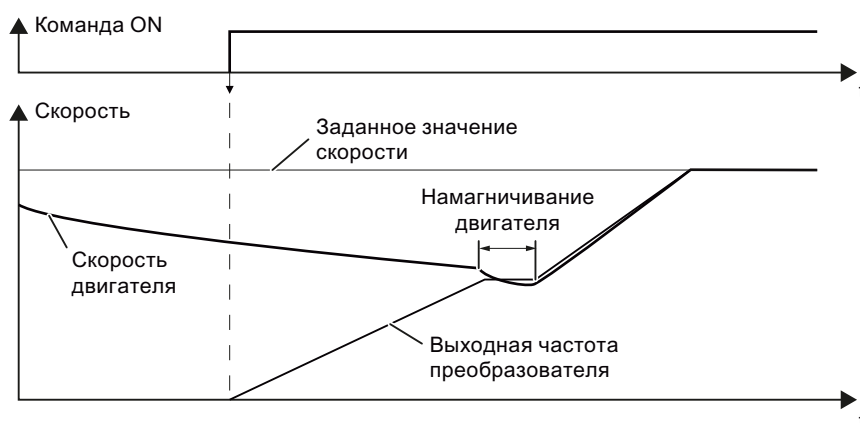 Команда ON
Скорость
Заданное значение
скорости
Намагничивание
двигателя
Скорость
двигателя
Выходная частота
преобразователя